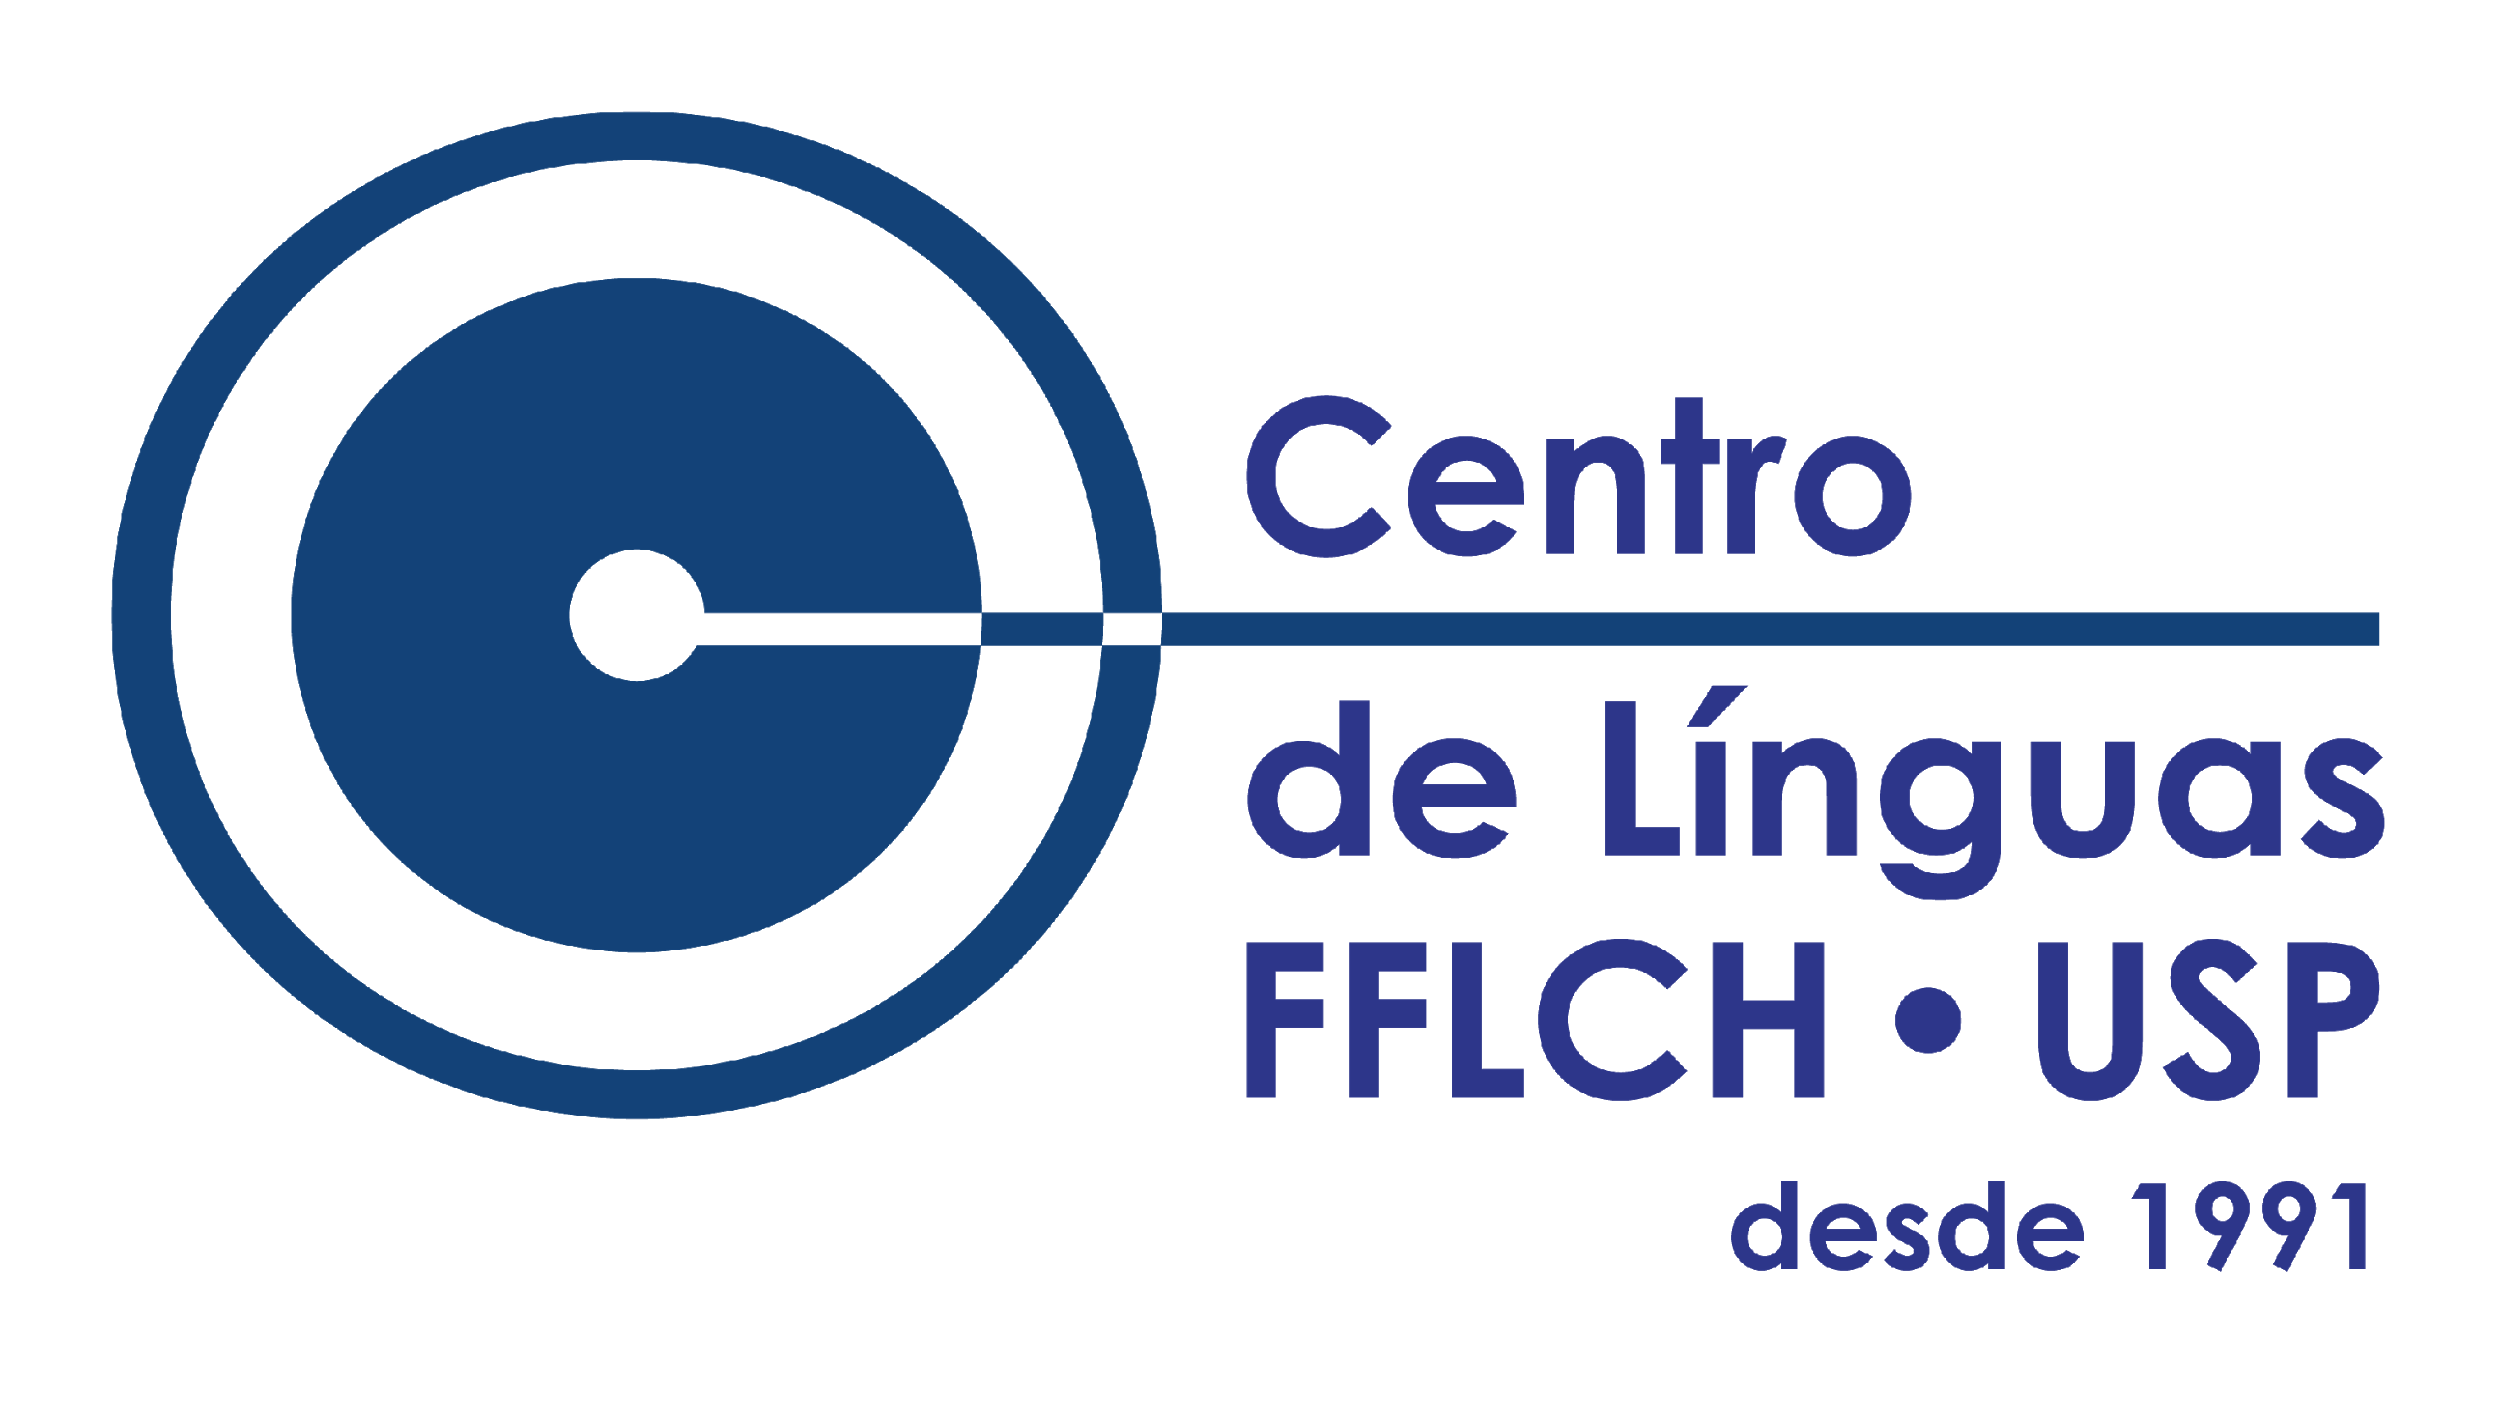 Centro
de Línguas
FFLCH • USP
desde 1991